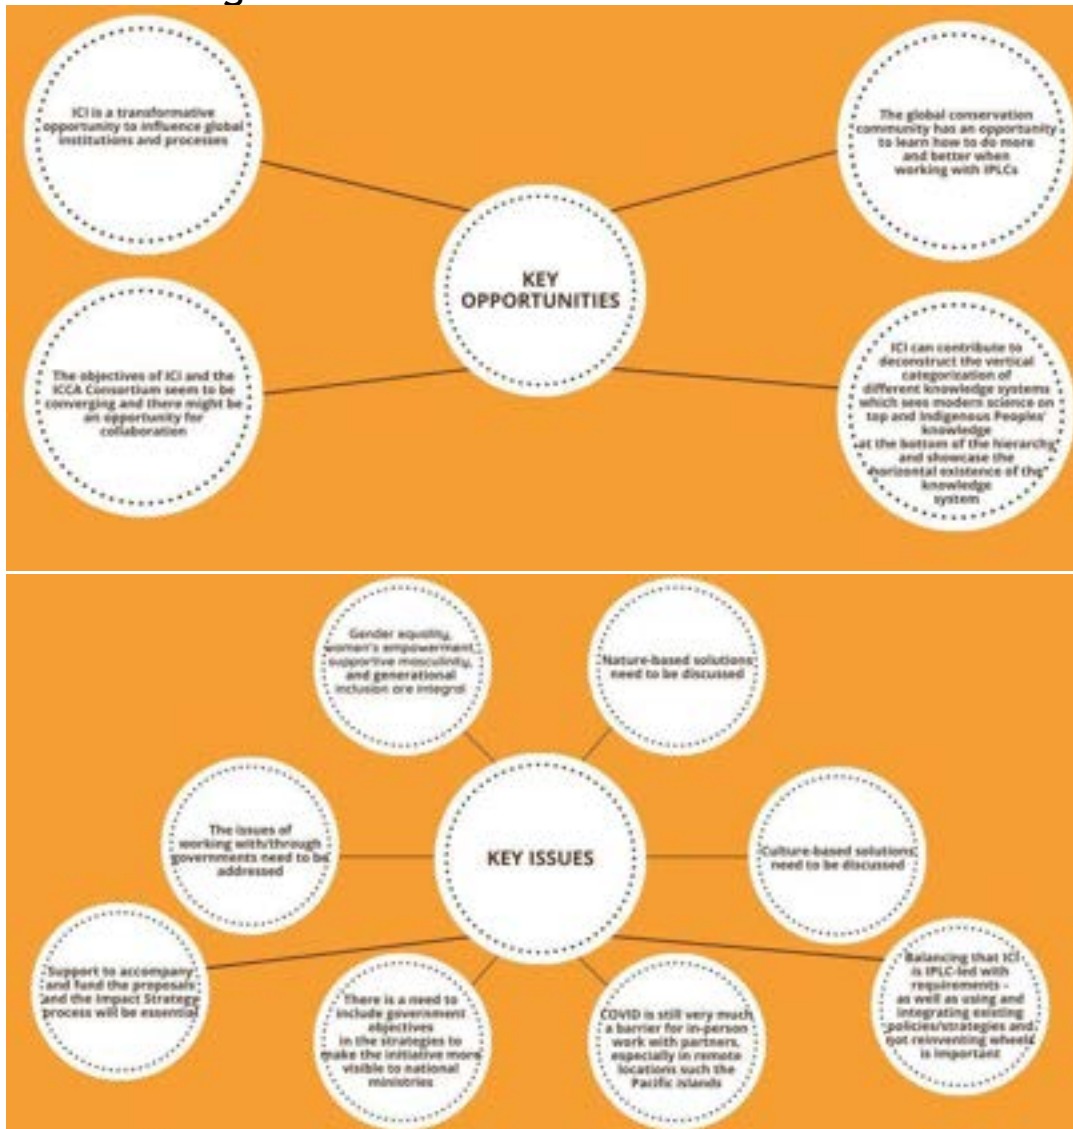 ICI is a transformative
opportunity to influence global
institutions and processes
The global conservation
community has an opportunity
to learn how to do more
and better when
working with IPLCs
KEY
OPPORTUNITIES
The objectives of ICI and the
ICCA Consortium seem to be
converging and there might be
an opportunity for
collaboration
ICI can contribute to
deconstruct the vertical
categorization of
different knowledge systems
which sees modern science on
top and Indigenous Peoples'
knowledge
at the bottom of the hierarchy
and showcase the
horizontal existence of the
knowledge
system
Gender equality,
women's empowerment,
supportive masculinity,
and generational
inclusion are integral
Nature-based solutions
need to be discussed
The issues of
working with/through
governments need to be
addressed
KEY ISSUES
Culture-based solutions
need to be discussed
Support to accompany
and fund the proposals
and the Impact Strategy
process will be essential
There is a need to
include government
objectives
in the strategies to
make the initiative more
visible to national
ministries
COVID is still very much
a barrier for in-person
work with partners,
especially in remote
locations such the
Pacific islands
Balancing that ICI
is IPLC-led with
requirements –
as well as using and
integrating existing
policies/strategies and
not reinventing wheels
is important